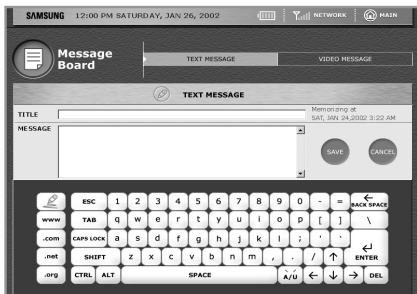 SAMSUNG 12:00 PM SATURDAY, JAN 26, 2002 NETWORK MAIN
Message
Board
TEXT MESSAGE VIDEO MESSAGE
TEXT MESSAGE
TITLE
Memorizing at
SAT, JAN 24,2002 3:22 AM
MESSAGE
SAVE CANCEL
ESC 1 2 3 4 5 6 7 8 9 0 - = BACK SPACE
www TAB q w e r t y u i o p [ ] \
.com CAPS LOCK a s d f g h j k l ; ' `
.net SHIFT z x c v b n m , . / ENTER
.org CTRL ALT SPACE À/Ü DEL